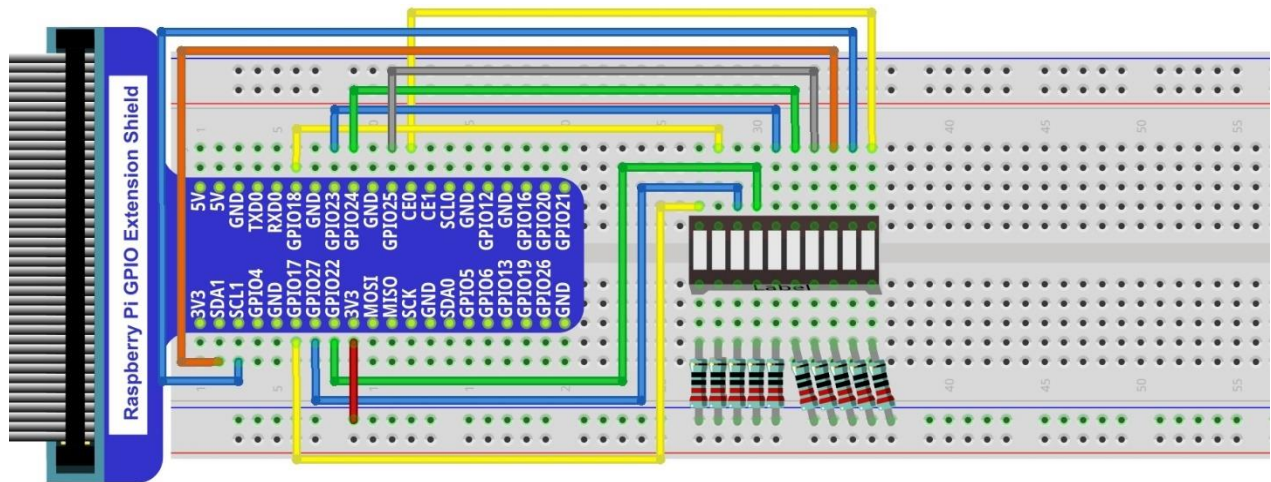 Raspberry Pi GPIO Extension Shield
1
5
30
40
45
50
55
5V
5V
GND
TXD0
RXD0
GPIO18
GND
GPIO23
GPIO24
GND
GPIO25
CE0
CE1
SCL0
GND
GPIO12
GND
GPIO16
GPIO20
GPIO21
3V3
SDA1
SCL1
GPIO4
GND
GPIO17
GPIO27
GPIO22
3V3
MOSI
MISO
SCK
GND
SDA0
GPIO5
GPIO6
GPIO13
GPIO19
GPIO26
GND
Label
1
5
40
45
50
55